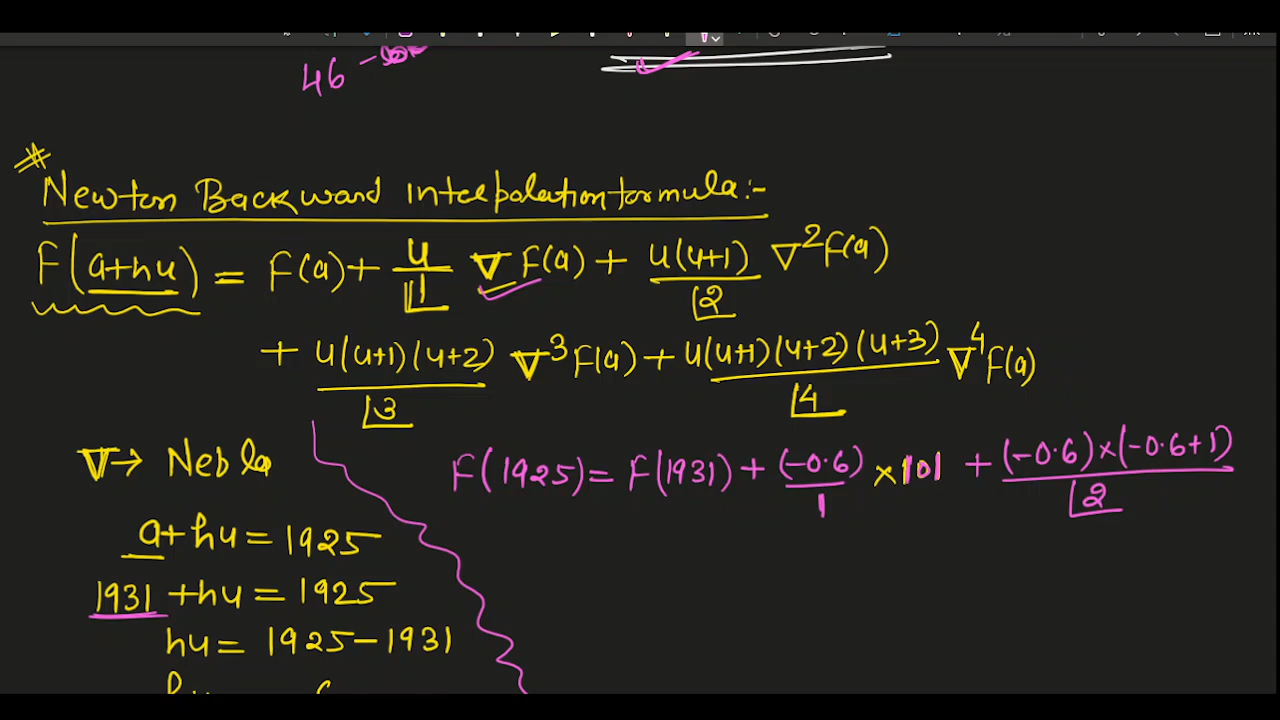 46
Newton Backward Interpolation formula:-
F(a+hu) = F(a) + u/⌊1 ∇F(a) + u(u+1)/⌊2 ∇²F(a)
+ u(u+1)(u+2)/⌊3 ∇³F(a) + u(u+1)(u+2)(u+3)/⌊4 ∇⁴F(a)
∇→ Nebla
F(1925) = F(1931) + (-0.6)/1 ×101 + (-0.6)×(-0.6+1)/⌊2
a+hu = 1925
1931 +hu = 1925
hu = 1925-1931